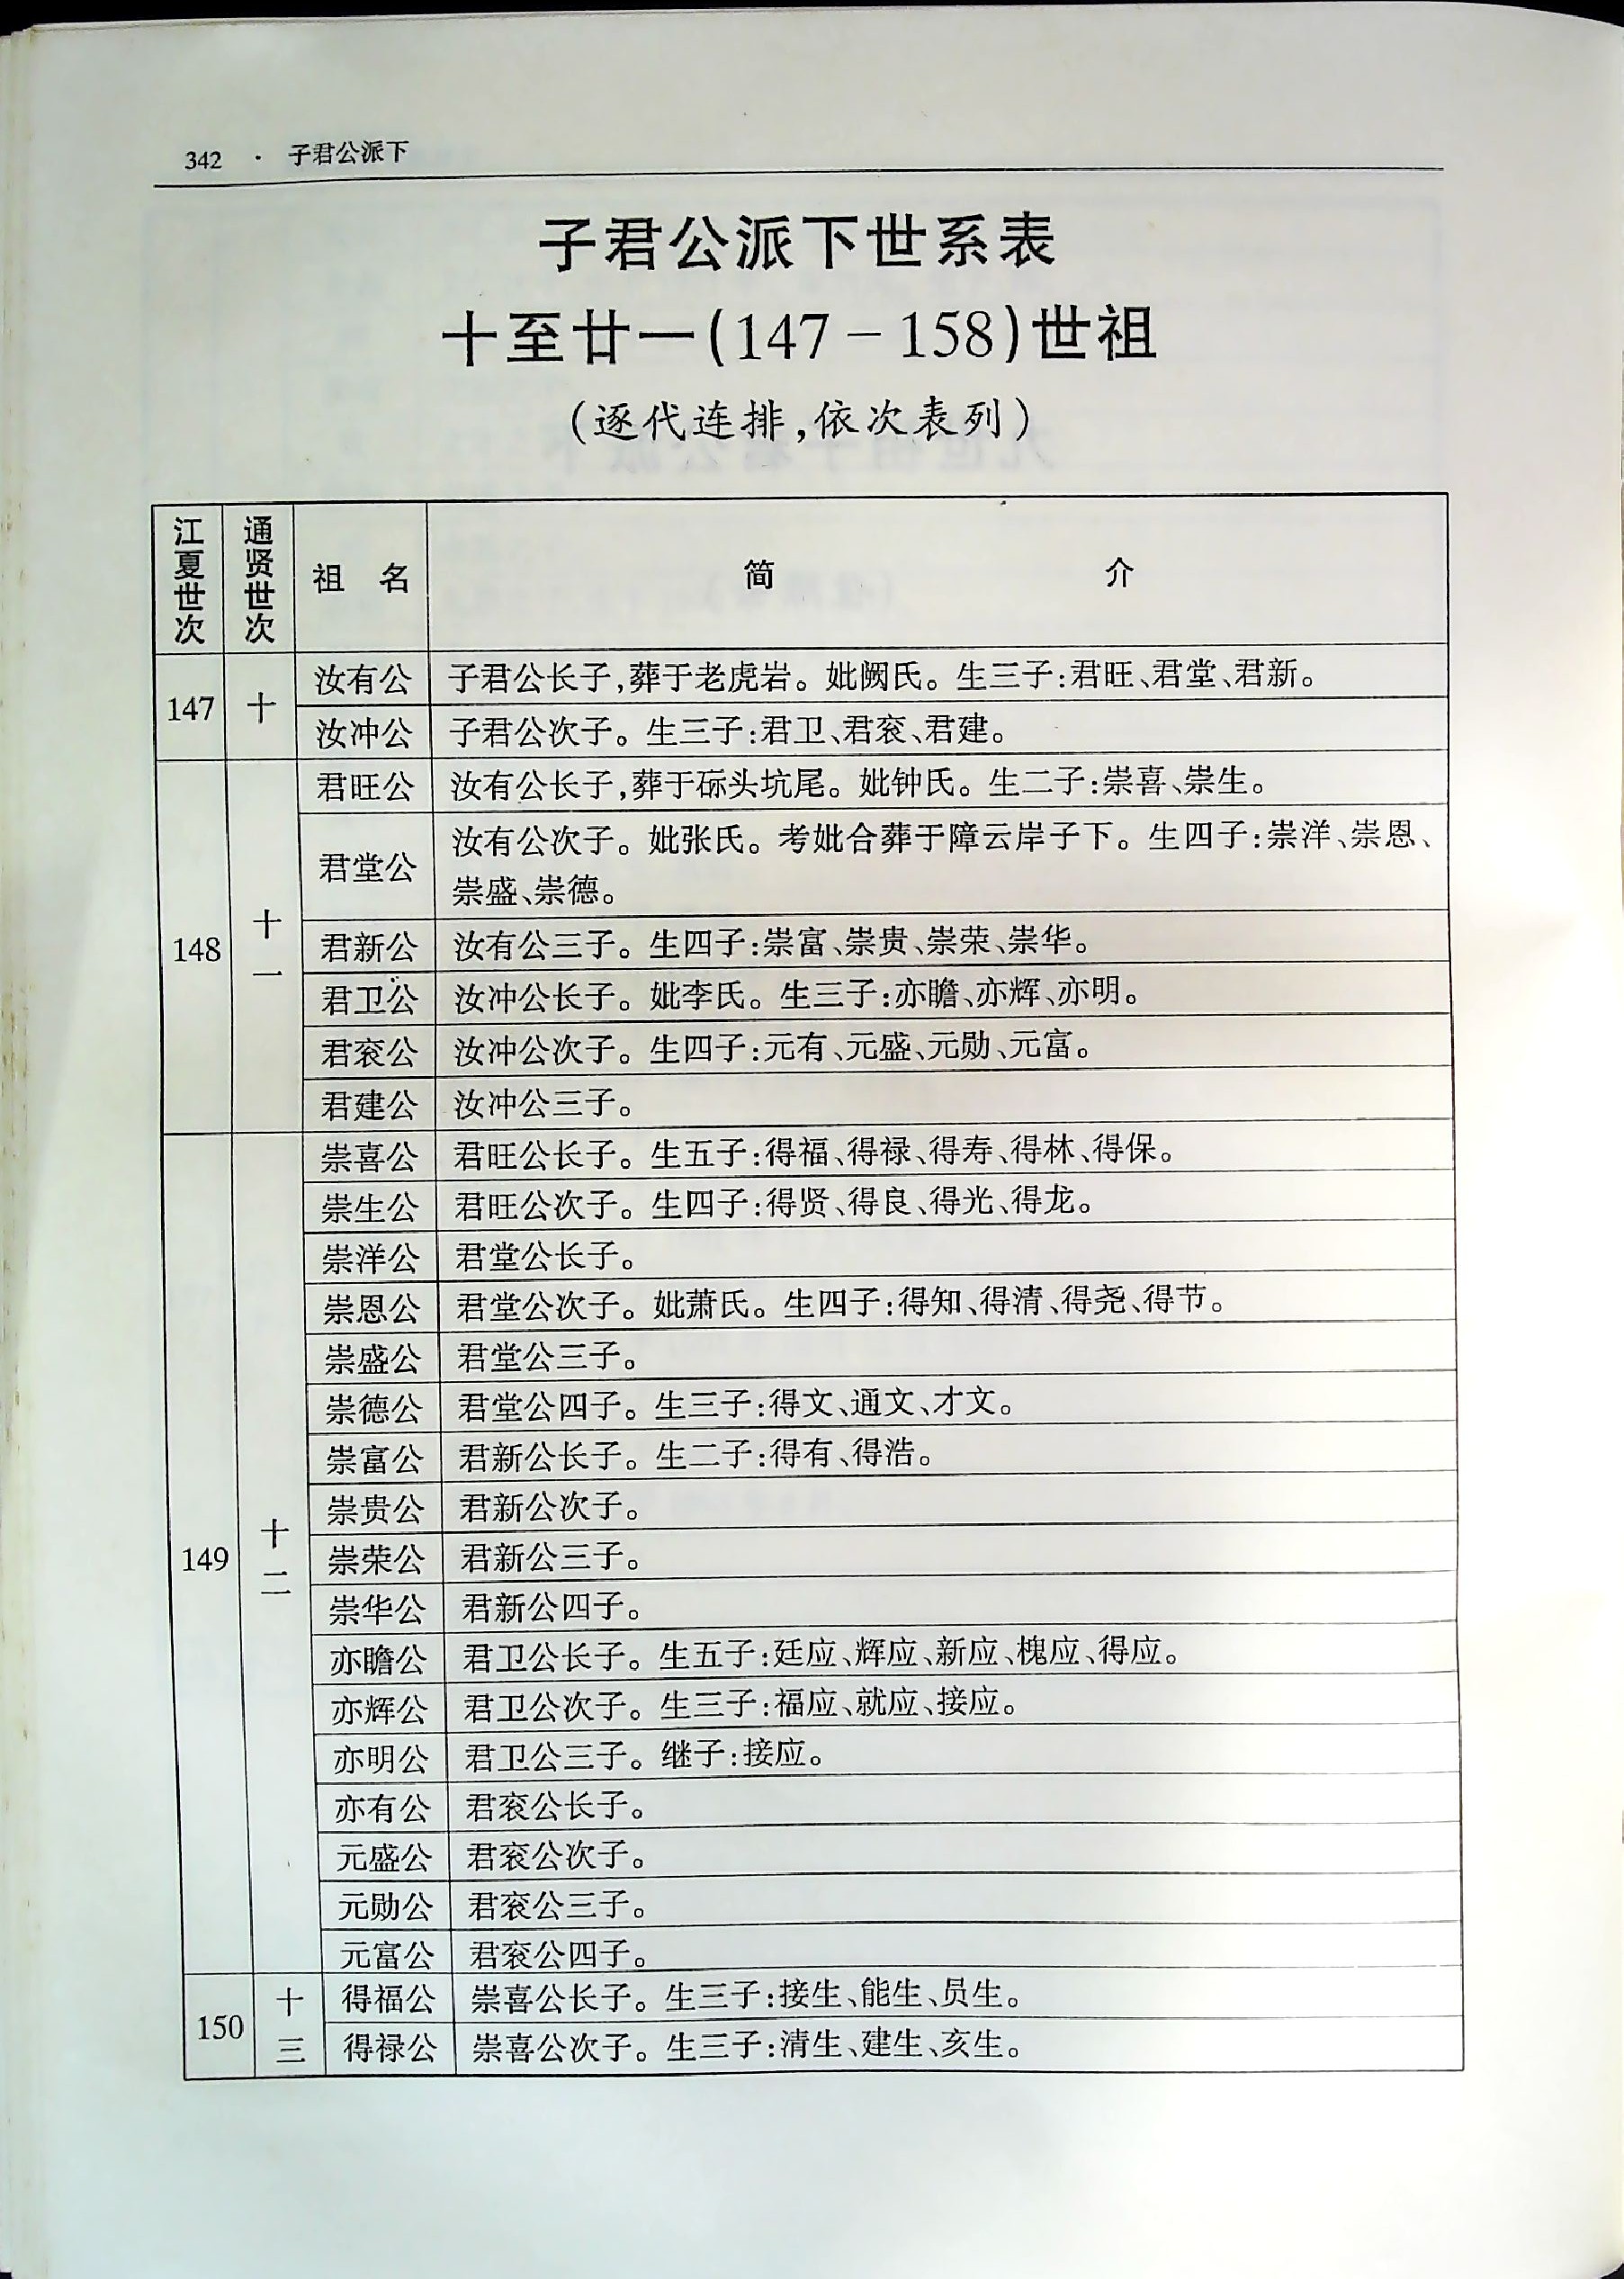 342 · 子君公派下
子君公派下世系表
十至廿一(147－158)世祖
(逐代连排,依次表列)
江夏世次 通贤世次 祖 名 简 介
147 十 汝有公 子君公长子,葬于老虎岩。妣阙氏。生三子:君旺、君堂、君新。
汝冲公 子君公次子。生三子:君卫、君衮、君建。
148 十一 君旺公 汝有公长子,葬于砾头坑尾。妣钟氏。生二子:崇喜、崇生。
君堂公 汝有公次子。妣张氏。考妣合葬于障云岸子下。生四子:崇洋、崇恩、
崇盛、崇德。
君新公 汝有公三子。生四子:崇富、崇贵、崇荣、崇华。
君卫公 汝冲公长子。妣李氏。生三子:亦瞻、亦辉、亦明。
君衮公 汝冲公次子。生四子:元有、元盛、元勋、元富。
君建公 汝冲公三子。
149 十二 崇喜公 君旺公长子。生五子:得福、得禄、得寿、得林、得保。
崇生公 君旺公次子。生四子:得贤、得良、得光、得龙。
崇洋公 君堂公长子。
崇恩公 君堂公次子。妣萧氏。生四子:得知、得清、得尧、得节。
崇盛公 君堂公三子。
崇德公 君堂公四子。生三子:得文、通文、才文。
崇富公 君新公长子。生二子:得有、得浩。
崇贵公 君新公次子。
崇荣公 君新公三子。
崇华公 君新公四子。
亦瞻公 君卫公长子。生五子:廷应、辉应、新应、槐应、得应。
亦辉公 君卫公次子。生三子:福应、就应、接应。
亦明公 君卫公三子。继子:接应。
亦有公 君衮公长子。
元盛公 君衮公次子。
元勋公 君衮公三子。
元富公 君衮公四子。
150 十三 得福公 崇喜公长子。生三子:接生、能生、员生。
得禄公 崇喜公次子。生三子:清生、建生、亥生。